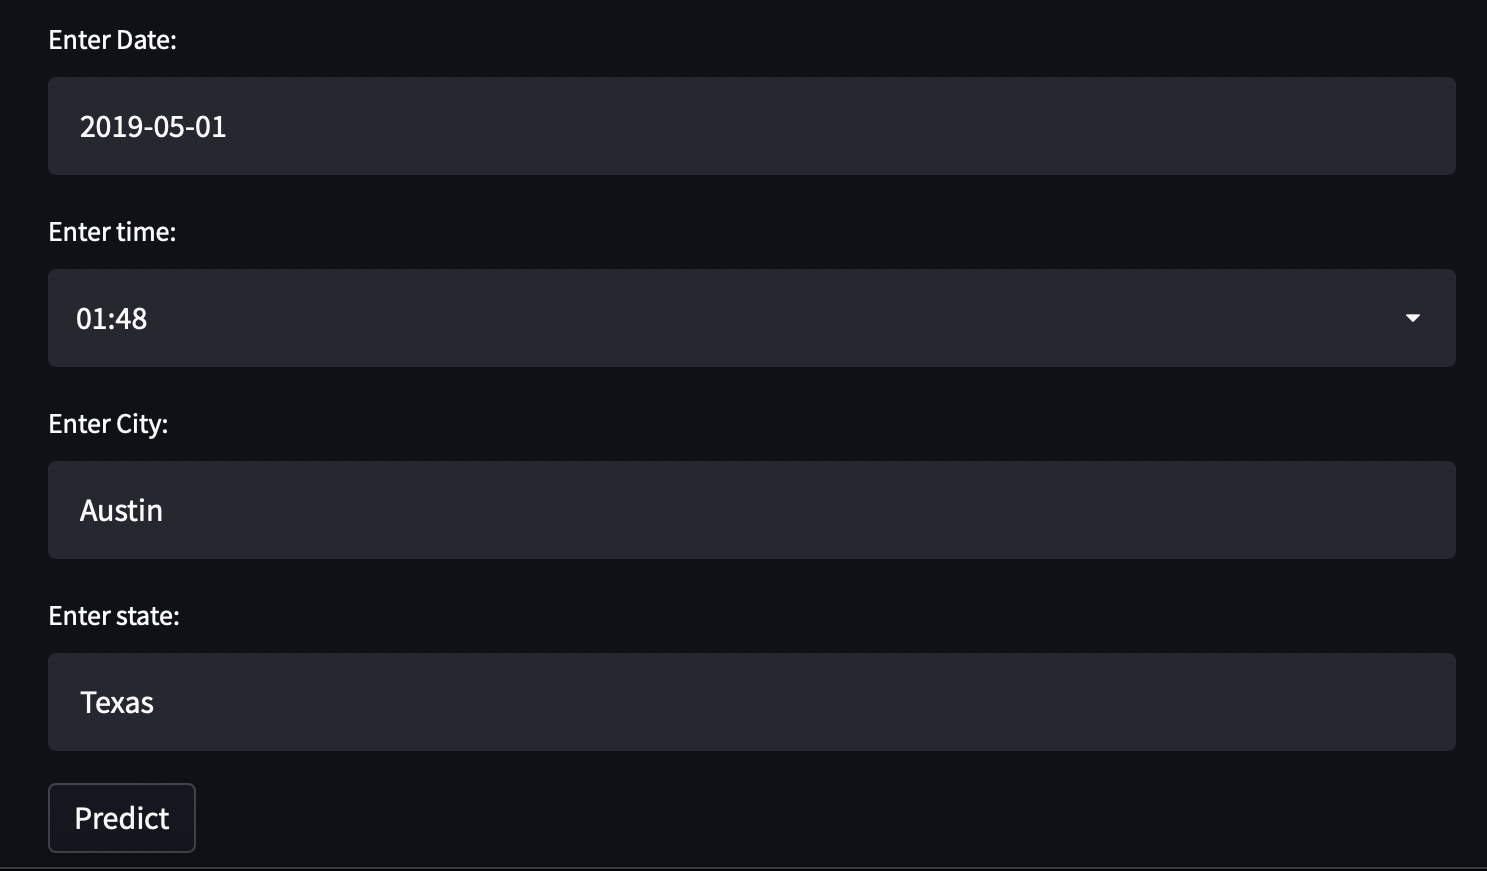 Enter Date:
2019-05-01
Enter time:
01:48
Enter City:
Austin
Enter state:
Texas
Predict